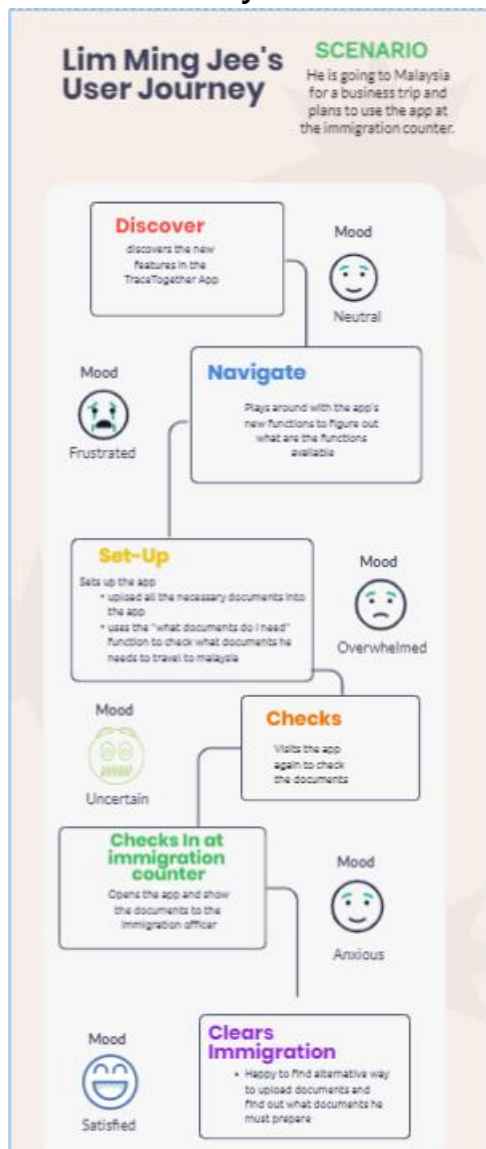 Lim Ming Jee's
User Journey
SCENARIO
He is going to Malaysia
for a business trip and
plans to use the app at
the immigration counter.
Discover
discovers the new
features in the
TraceTogether App
Mood
Neutral
Navigate
Plays around with the app's
new functions to figure out
what are the functions
available
Mood
Frustrated
Set-Up
Sets up the app
• upload all the necessary documents into
the app
• uses the "what documents do I need"
function to check what documents he
needs to travel to malaysia
Mood
Overwhelmed
Checks
Visits the app
again to check
the documents
Mood
Uncertain
Checks In at
immigration
counter
Opens the app and show
the documents to the
immigration officer
Mood
Anxious
Clears
Immigration
• Happy to find alternative way
to upload documents and
find out what documents he
must prepare
Mood
Satisfied